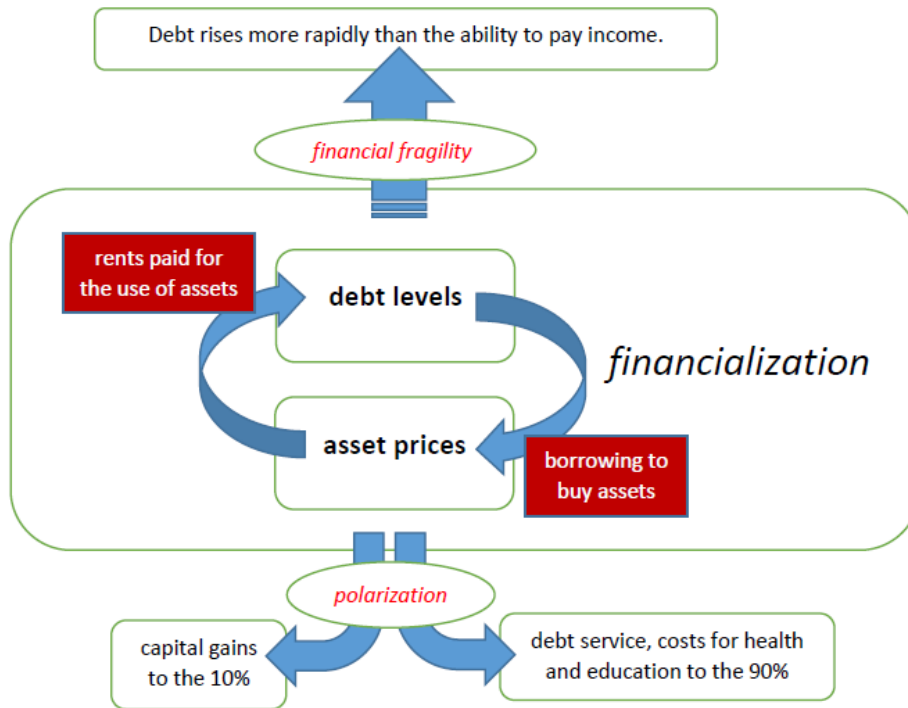 Debt rises more rapidly than the ability to pay income.
financial fragility
rents paid for
the use of assets
debt levels
financialization
asset prices
borrowing to
buy assets
polarization
capital gains
to the 10%
debt service, costs for health
and education to the 90%